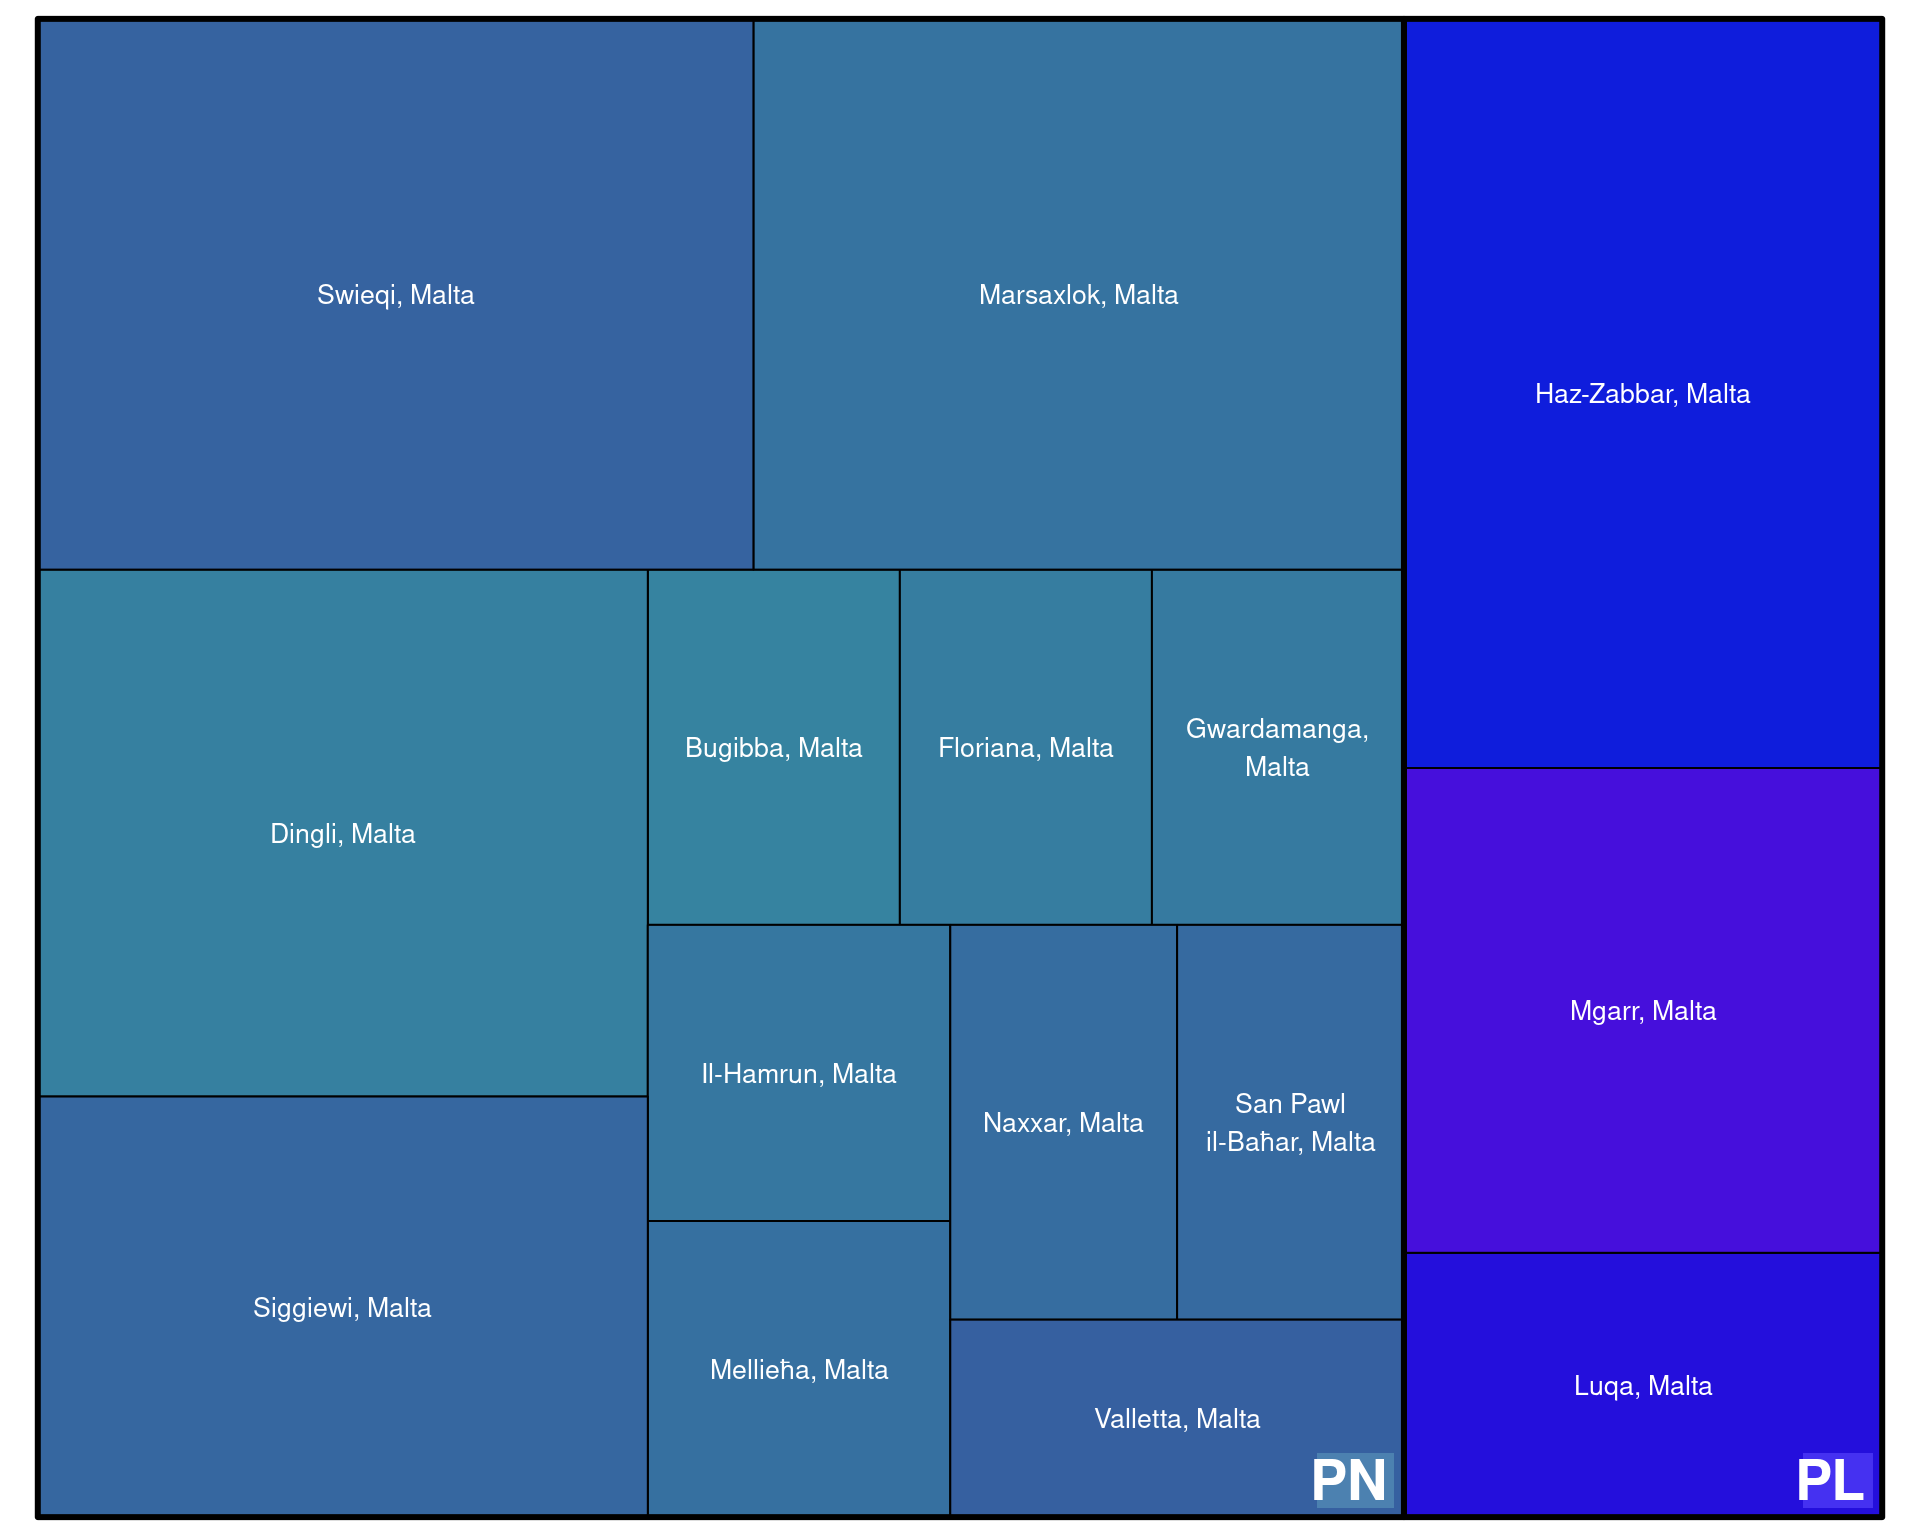 Swieqi, Malta
Marsaxlok, Malta
Haz-Zabbar, Malta
Dingli, Malta
Bugibba, Malta
Floriana, Malta
Gwardamanga,
Malta
Il-Hamrun, Malta
Naxxar, Malta
San Pawl
il-Baħar, Malta
Mgarr, Malta
Siggiewi, Malta
Mellieħa, Malta
Valletta, Malta
Luqa, Malta
PN
PL